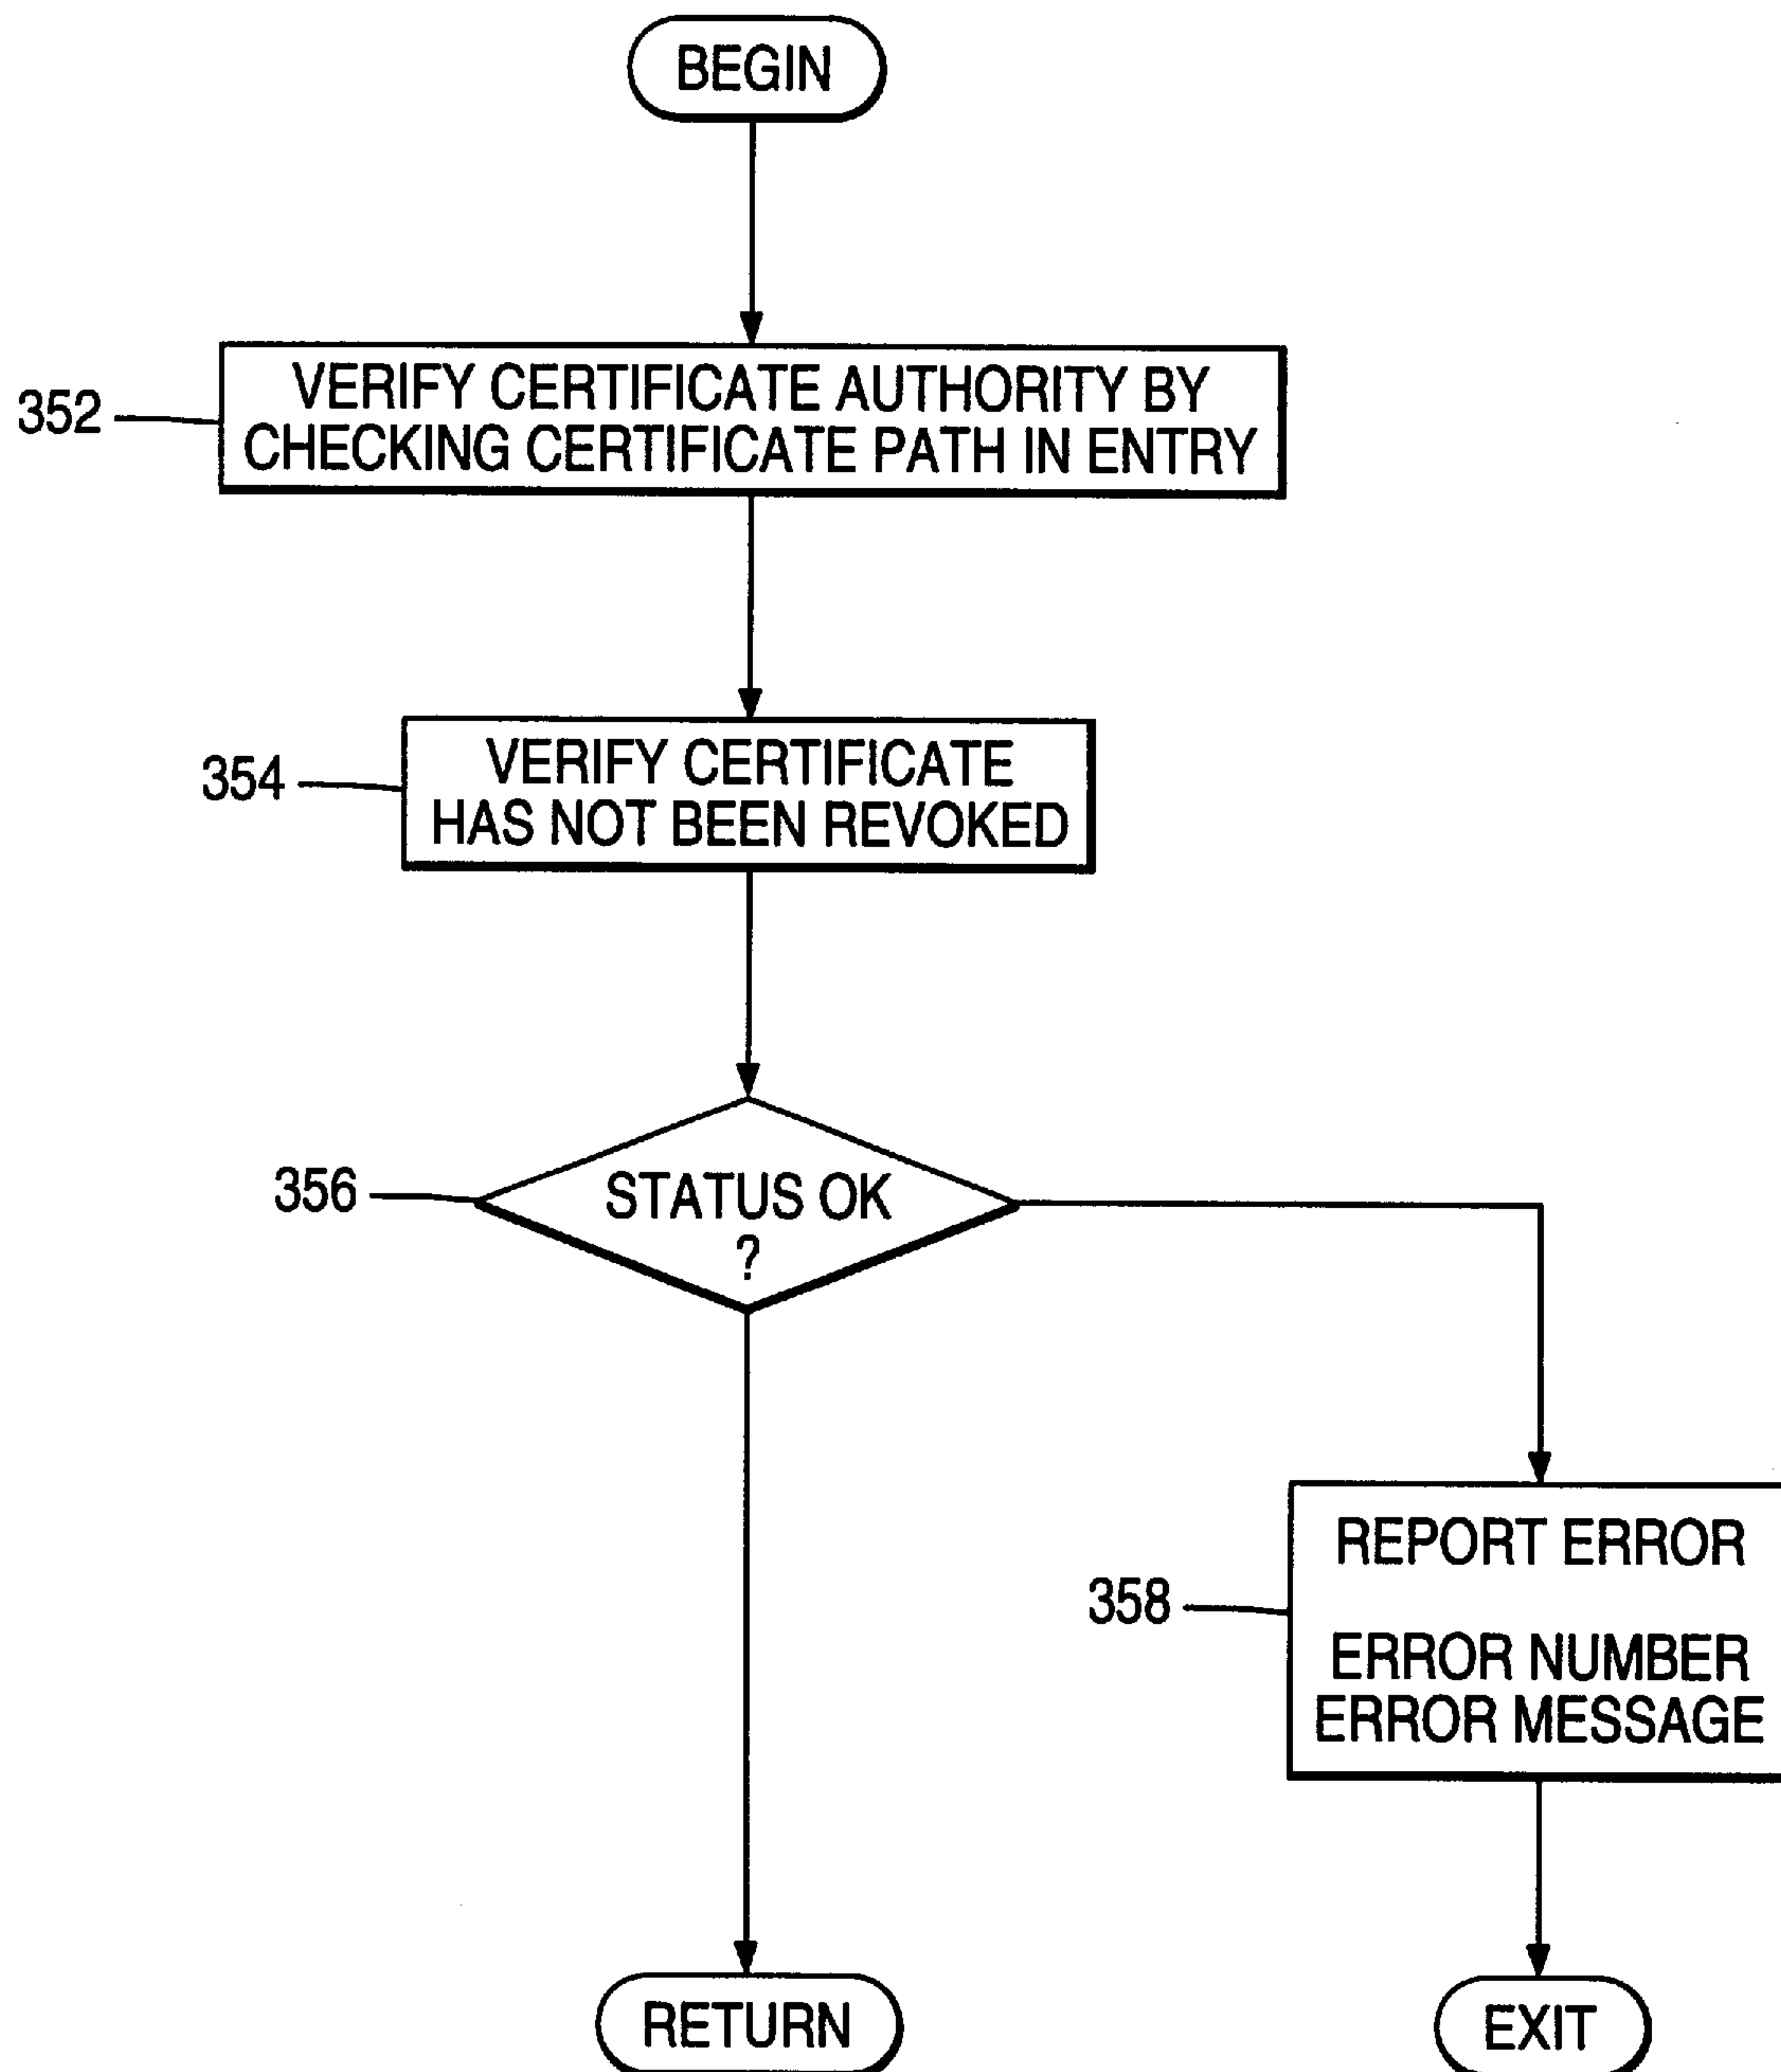 BEGIN
352
VERIFY CERTIFICATE AUTHORITY BY
CHECKING CERTIFICATE PATH IN ENTRY
354
VERIFY CERTIFICATE
HAS NOT BEEN REVOKED
356
STATUS OK
?
358
REPORT ERROR
ERROR NUMBER
ERROR MESSAGE
RETURN
EXIT